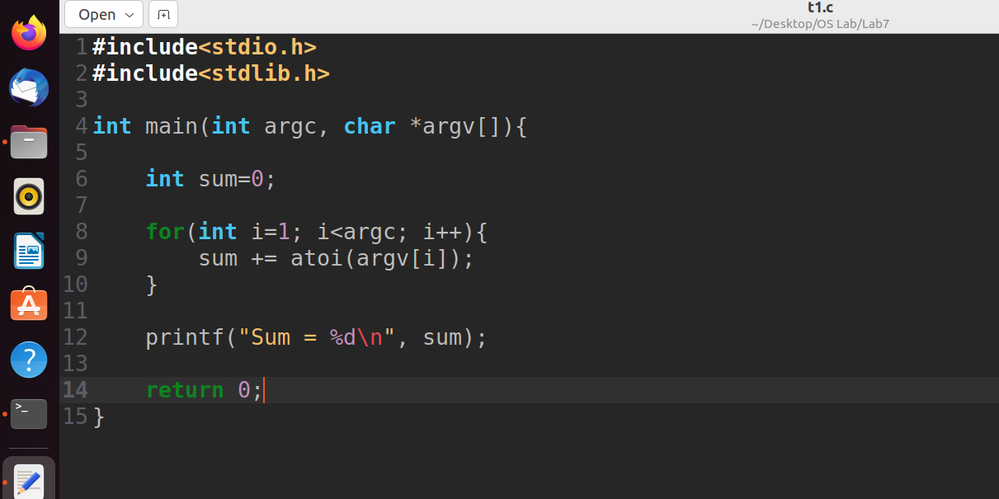 Open
t1.c
~/Desktop/OS Lab/Lab7
1 #include<stdio.h>
2 #include<stdlib.h>
3
4 int main(int argc, char *argv[]){
5
6     int sum=0;
7
8     for(int i=1; i<argc; i++){
9         sum += atoi(argv[i]);
10     }
11
12     printf("Sum = %d\n", sum);
13
14     return 0;
15 }